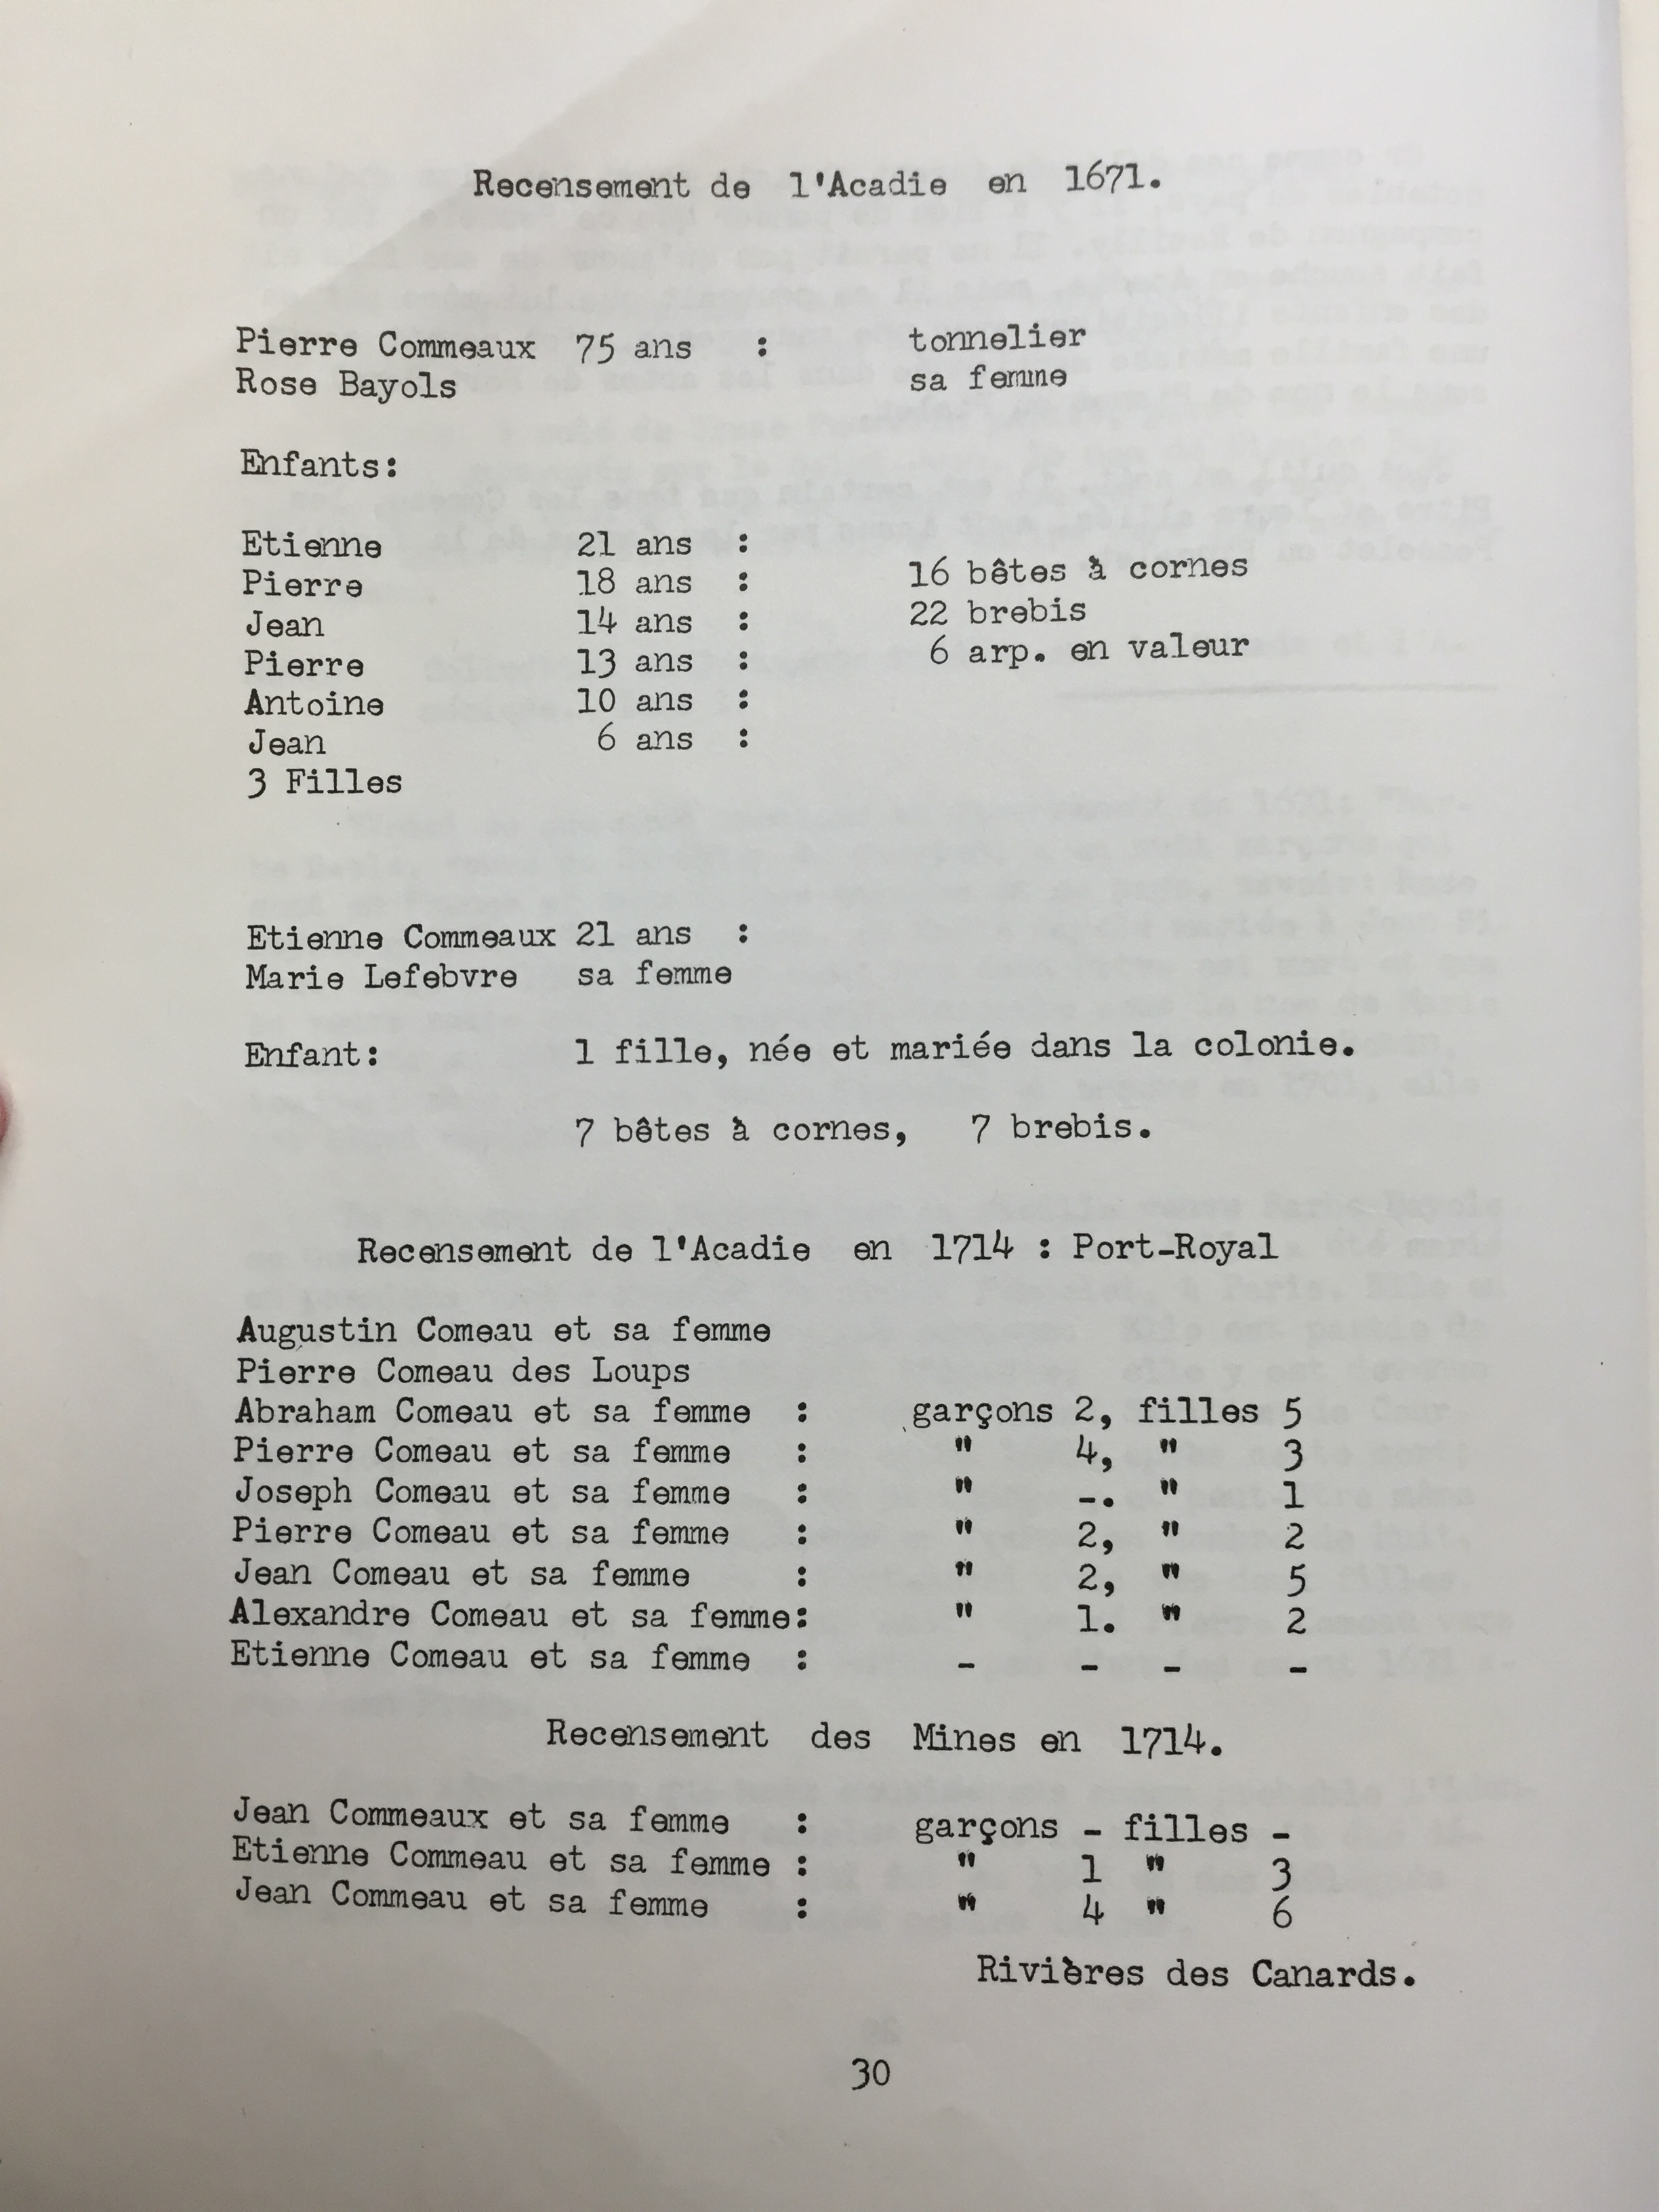 Recensement de l'Acadie en 1671.
Pierre Commeaux 75 ans : tonnelier
Rose Bayols sa femme
Enfants:
Etienne 21 ans :
Pierre 18 ans : 16 bêtes à cornes
Jean 14 ans : 22 brebis
Pierre 13 ans : 6 arp. en valeur
Antoine 10 ans :
Jean 6 ans :
3 Filles
Etienne Commeaux 21 ans :
Marie Lefebvre sa femme
Enfant: 1 fille, née et mariée dans la colonie.
7 bêtes à cornes, 7 brebis.
Recensement de l'Acadie en 1714 : Port-Royal
Augustin Comeau et sa femme
Pierre Comeau des Loups
Abraham Comeau et sa femme : garçons 2, filles 5
Pierre Comeau et sa femme : " 4, " 3
Joseph Comeau et sa femme : " -. " 1
Pierre Comeau et sa femme : " 2, " 2
Jean Comeau et sa femme : " 2, " 5
Alexandre Comeau et sa femme: " 1. " 2
Etienne Comeau et sa femme : - - - -
Recensement des Mines en 1714.
Jean Commeaux et sa femme : garçons - filles -
Etienne Commeau et sa femme : " 1 " 3
Jean Commeau et sa femme : " 4 " 6
Rivières des Canards.
30